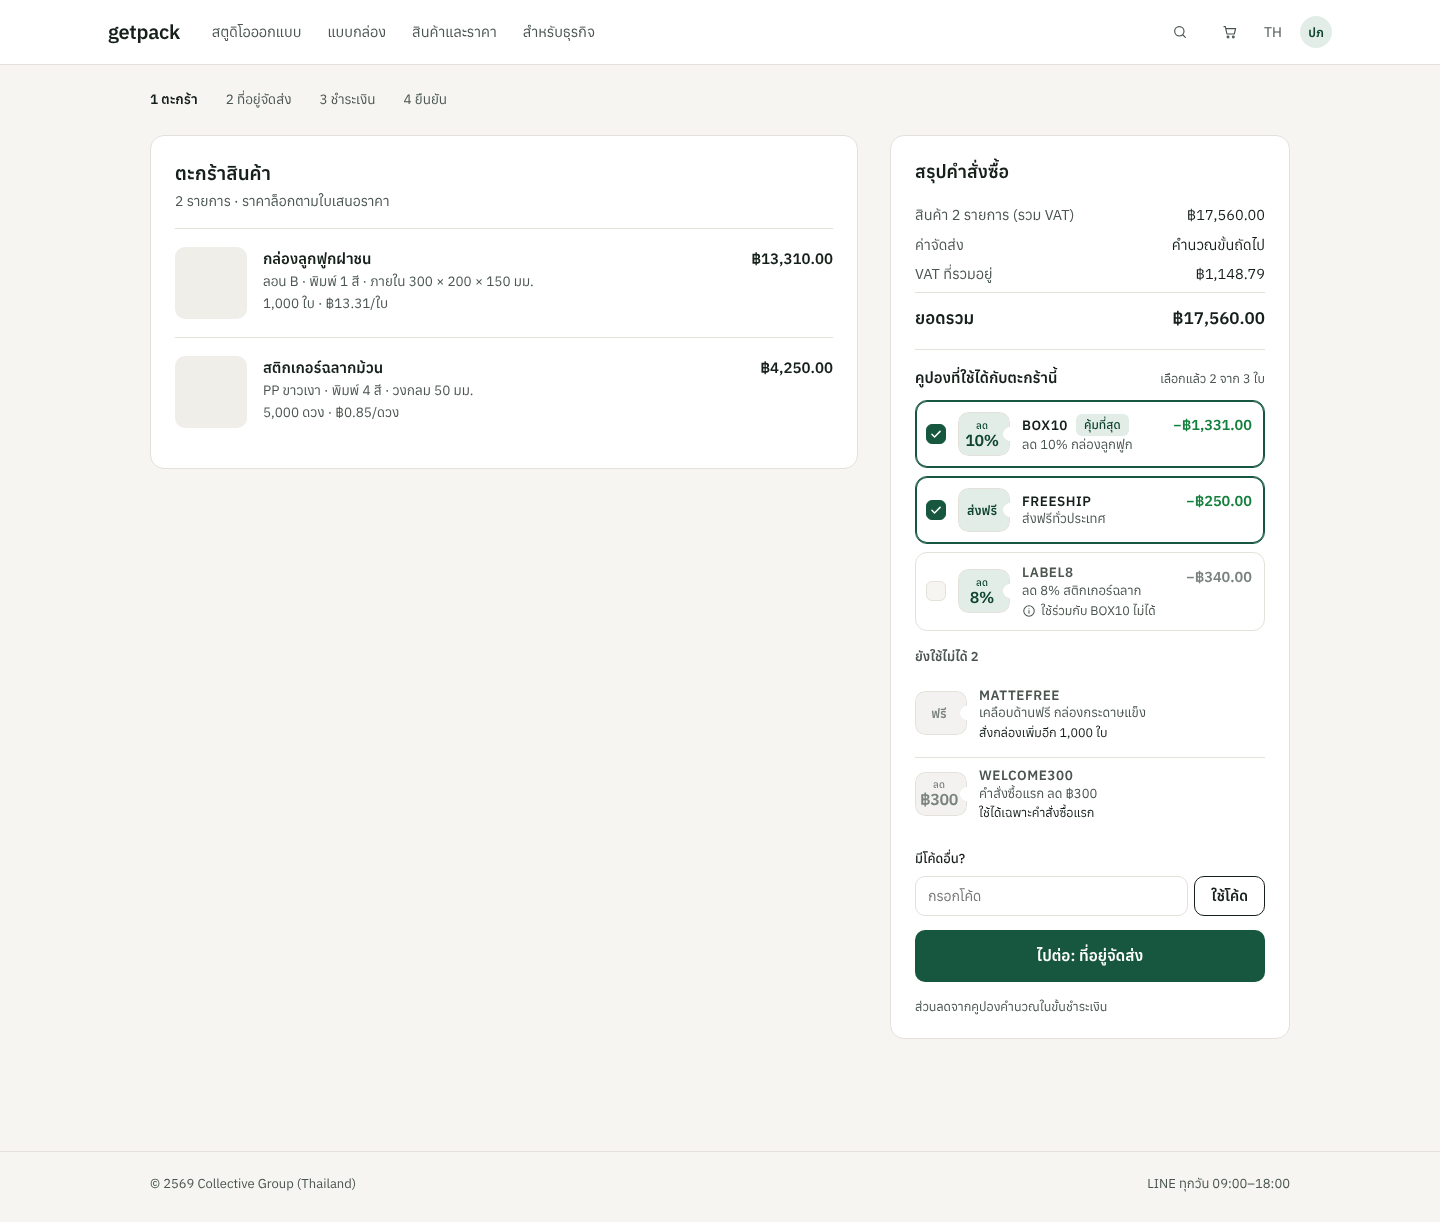 getpack
สตูดิโอออกแบบ
แบบกล่อง
สินค้าและราคา
สำหรับธุรกิจ
TH
ปภ
1 ตะกร้า
2 ที่อยู่จัดส่ง
3 ชำระเงิน
4 ยืนยัน
ตะกร้าสินค้า
2 รายการ · ราคาล็อกตามใบเสนอราคา
กล่องลูกฟูกฝาชน
฿13,310.00
ลอน B · พิมพ์ 1 สี · ภายใน 300 × 200 × 150 มม.
1,000 ใบ · ฿13.31/ใบ
สติกเกอร์ฉลากม้วน
฿4,250.00
PP ขาวเงา · พิมพ์ 4 สี · วงกลม 50 มม.
5,000 ดวง · ฿0.85/ดวง
สรุปคำสั่งซื้อ
สินค้า 2 รายการ (รวม VAT)
฿17,560.00
ค่าจัดส่ง
คำนวณขั้นถัดไป
VAT ที่รวมอยู่
฿1,148.79
ยอดรวม
฿17,560.00
คูปองที่ใช้ได้กับตะกร้านี้
เลือกแล้ว 2 จาก 3 ใบ
ลด
10%
BOX10
คุ้มที่สุด
−฿1,331.00
ลด 10% กล่องลูกฟูก
ส่งฟรี
FREESHIP
−฿250.00
ส่งฟรีทั่วประเทศ
ลด
8%
LABEL8
−฿340.00
ลด 8% สติกเกอร์ฉลาก
ใช้ร่วมกับ BOX10 ไม่ได้
ยังใช้ไม่ได้ 2
ฟรี
MATTEFREE
เคลือบด้านฟรี กล่องกระดาษแข็ง
สั่งกล่องเพิ่มอีก 1,000 ใบ
ลด
฿300
WELCOME300
คำสั่งซื้อแรก ลด ฿300
ใช้ได้เฉพาะคำสั่งซื้อแรก
มีโค้ดอื่น?
กรอกโค้ด
ใช้โค้ด
ไปต่อ: ที่อยู่จัดส่ง
ส่วนลดจากคูปองคำนวณในขั้นชำระเงิน
© 2569 Collective Group (Thailand)
LINE ทุกวัน 09:00–18:00